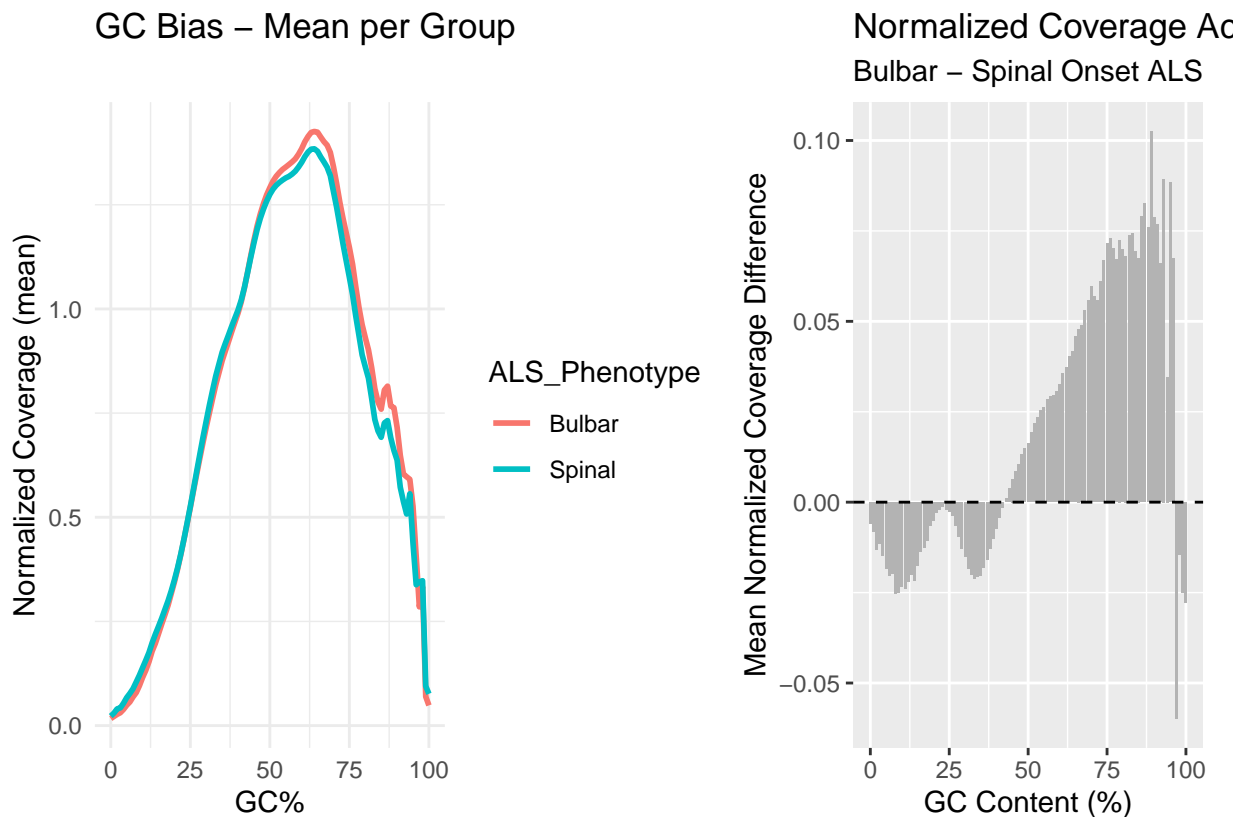 GC Bias – Mean per Group
Normalized Coverage (mean)
1.0
0.5
0.0
0 25 50 75 100
GC%
ALS_Phenotype
Bulbar
Spinal
Normalized Coverage Ac
Bulbar – Spinal Onset ALS
Mean Normalized Coverage Difference
0.10
0.05
0.00
−0.05
0 25 50 75 100
GC Content (%)